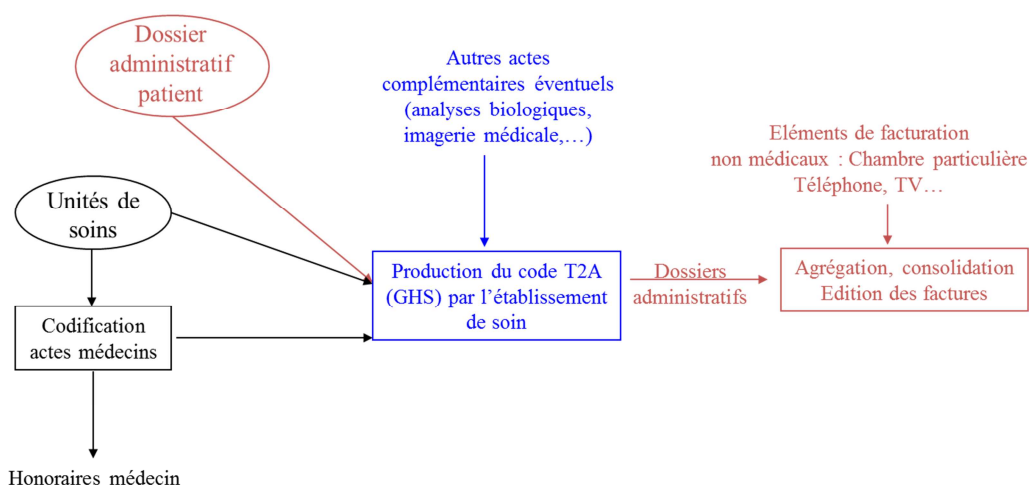 Dossier
administratif
patient
Autres actes
complémentaires éventuels
(analyses biologiques,
imagerie médicale,…)
Eléments de facturation
non médicaux : Chambre particulière
Téléphone, TV…
Unités de
soins
Production du code T2A
(GHS) par l’établissement
de soin
Dossiers
administratifs
Agrégation, consolidation
Edition des factures
Codification
actes médecins
Honoraires médecin